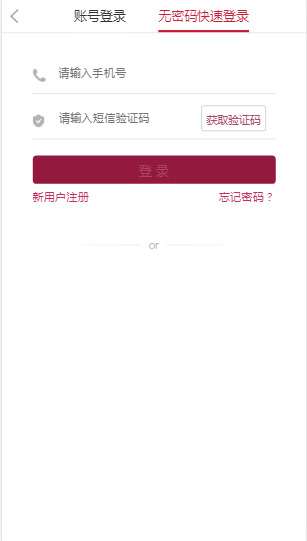 账号登录 无密码快速登录
请输入手机号
请输入短信验证码 获取验证码
登 录
新用户注册 忘记密码？
or